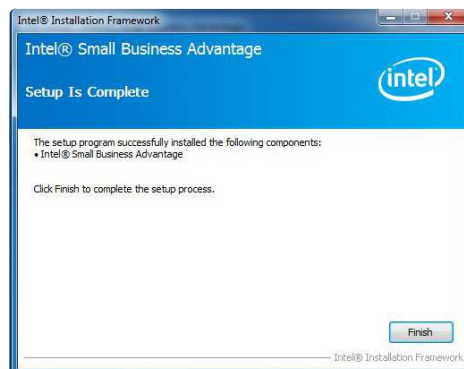 Intel® Installation Framework
Intel® Small Business Advantage
Setup Is Complete
intel
The setup program successfully installed the following components:
• Intel® Small Business Advantage
Click Finish to complete the setup process.
Finish
Intel® Installation Framework